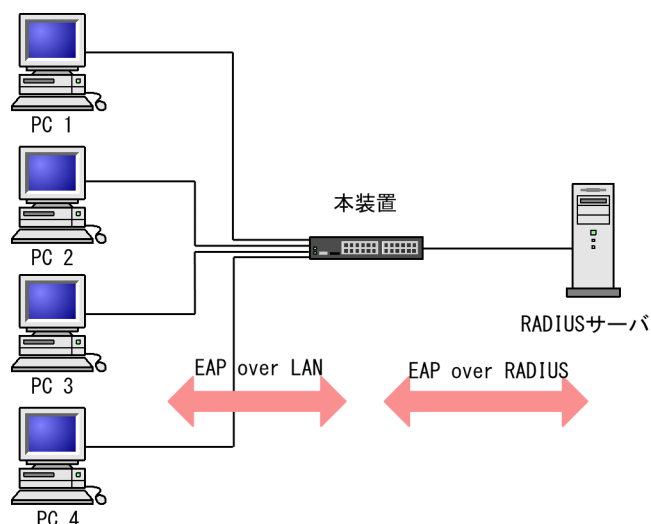 PC 1
PC 2
本装置
PC 3
RADIUSサーバ
EAP over LAN
EAP over RADIUS
PC 4